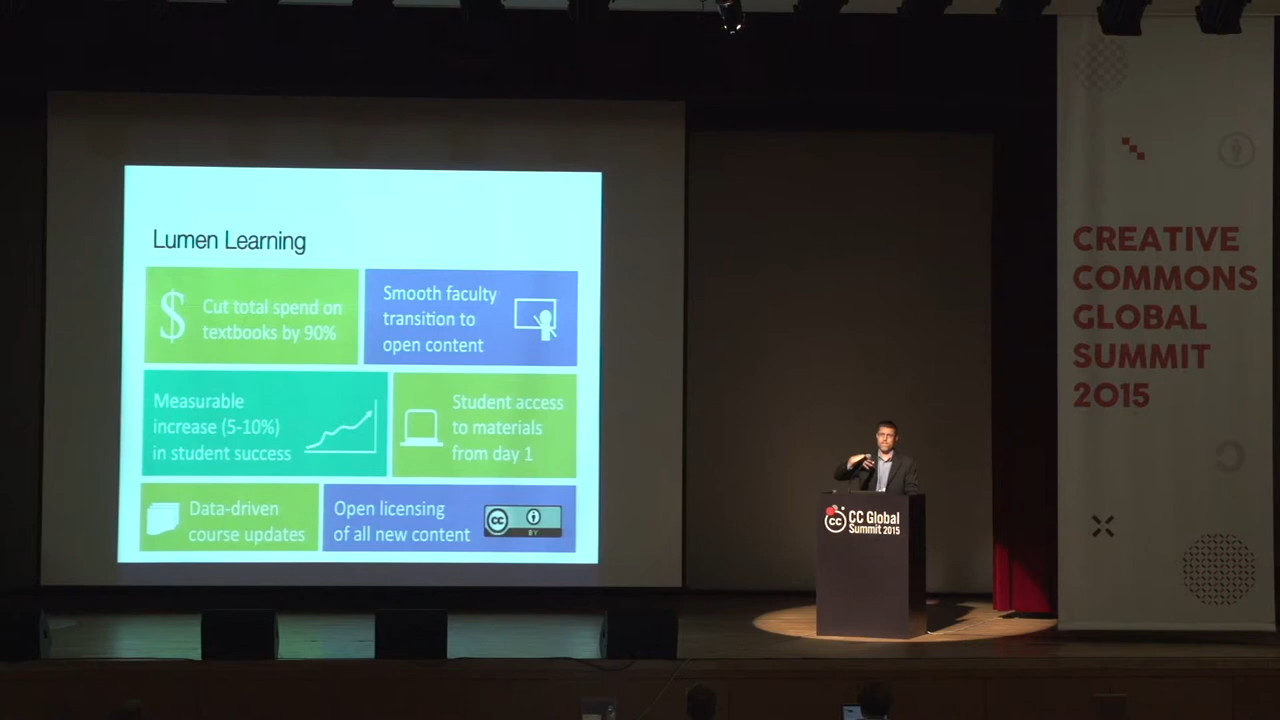 Lumen Learning
$
Cut total spend on
textbooks by 90%
Smooth faculty
transition to
open content
Measurable
increase (5-10%)
in student success
Student access
to materials
from day 1
Data-driven
course updates
Open licensing
of all new content
cc
BY
cc
CC Global
Summit 2015
CREATIVE
COMMONS
GLOBAL
SUMMIT
2015